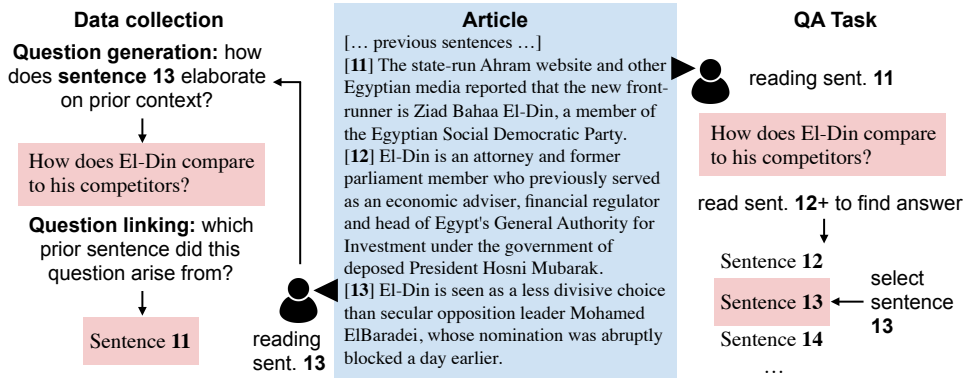 Data collection
Question generation: how
does sentence 13 elaborate
on prior context?
How does El-Din compare
to his competitors?
Question linking: which
prior sentence did this
question arise from?
Sentence 11
reading
sent. 13
Article
[… previous sentences …]
[11] The state-run Ahram website and other
Egyptian media reported that the new front-
runner is Ziad Bahaa El-Din, a member of
the Egyptian Social Democratic Party.
[12] El-Din is an attorney and former
parliament member who previously served
as an economic adviser, financial regulator
and head of Egypt's General Authority for
Investment under the government of
deposed President Hosni Mubarak.
[13] El-Din is seen as a less divisive choice
than secular opposition leader Mohamed
ElBaradei, whose nomination was abruptly
blocked a day earlier.
QA Task
reading sent. 11
How does El-Din compare
to his competitors?
read sent. 12+ to find answer
Sentence 12
Sentence 13
select
sentence
13
Sentence 14
…